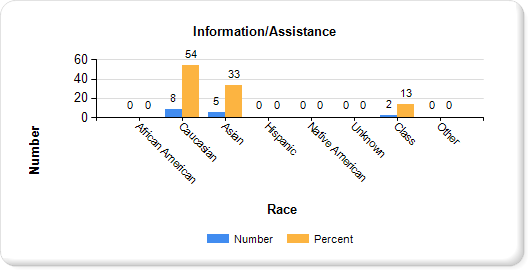 Information/Assistance
Number
60
40
20
0
0 0 8 54 5 33 0 0 0 0 0 0 2 13 0 0
African American
Caucasian
Asian
Hispanic
Native American
Unknown
Class
Other
Race
Number Percent